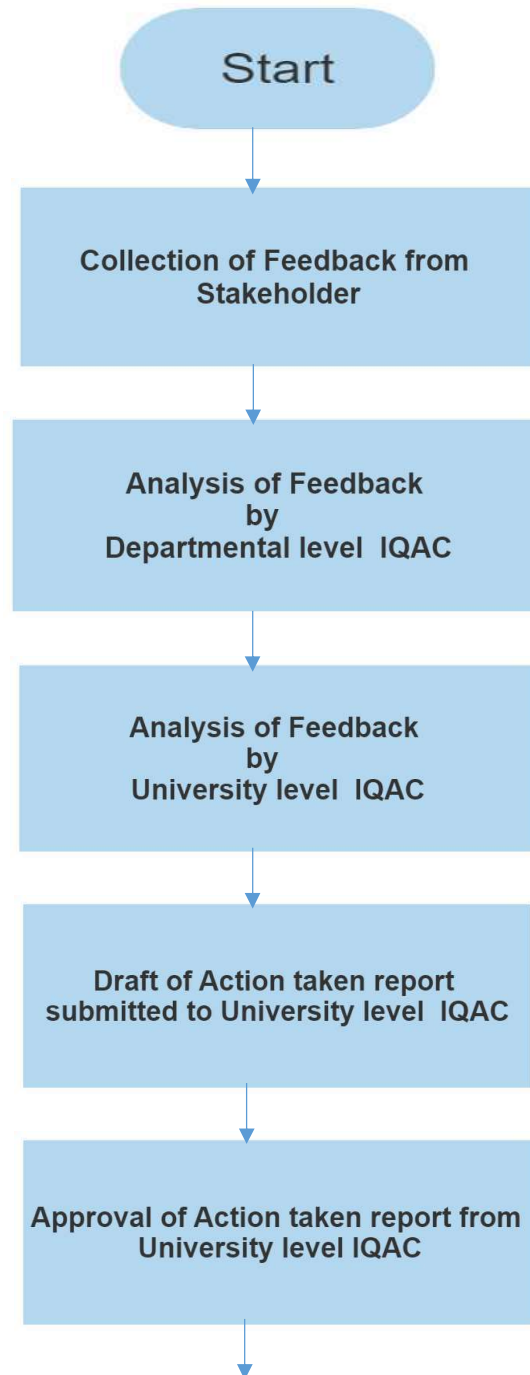 Start
Collection of Feedback from
Stakeholder
Analysis of Feedback
by
Departmental level IQAC
Analysis of Feedback
by
University level IQAC
Draft of Action taken report
submitted to University level IQAC
Approval of Action taken report from
University level IQAC